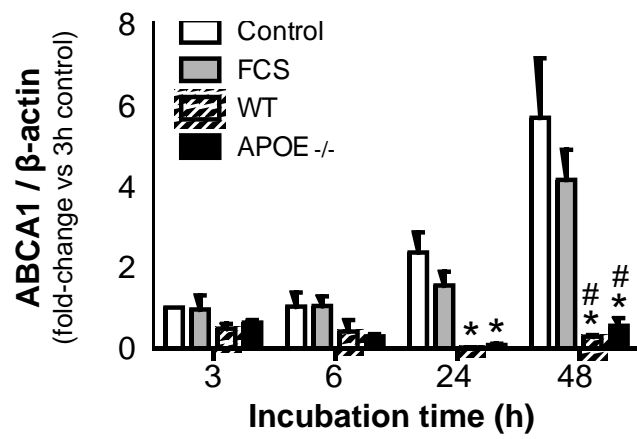 8
Control
FCS
6
WT
APOE -/-
4
ABCA1 / β-actin
(fold-change vs 3h control)
2
#
#
*
*
*
*
0
3
6
24
48
Incubation time (h)